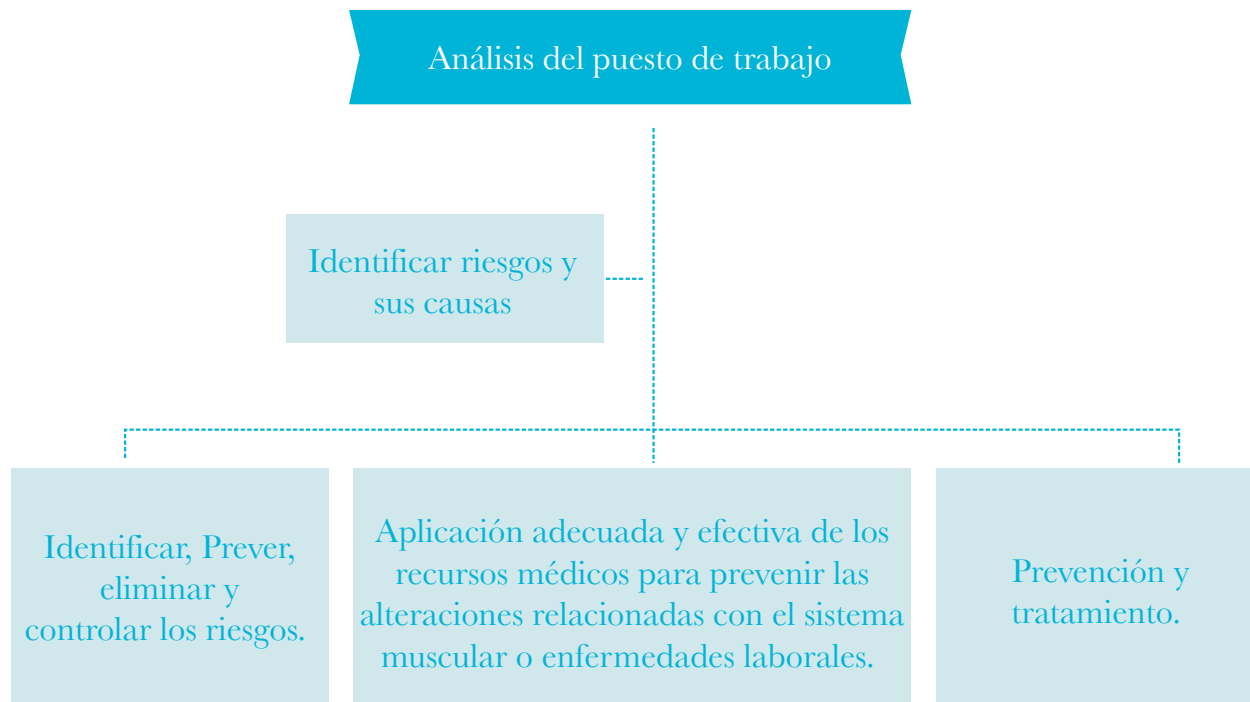 Análisis del puesto de trabajo
Identificar riesgos y
sus causas
Identificar, Prever,
eliminar y
controlar los riesgos.
Aplicación adecuada y efectiva de los
recursos médicos para prevenir las
alteraciones relacionadas con el sistema
muscular o enfermedades laborales.
Prevención y
tratamiento.